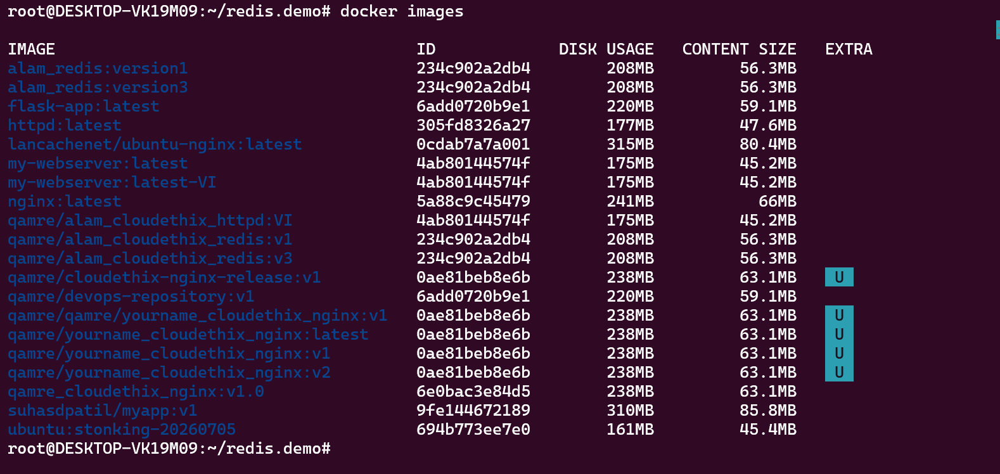 root@DESKTOP-VK19M09:~/redis.demo# docker images
IMAGE ID DISK USAGE CONTENT SIZE EXTRA
alam_redis:version1 234c902a2db4 208MB 56.3MB
alam_redis:version3 234c902a2db4 208MB 56.3MB
flask-app:latest 6add0720b9e1 220MB 59.1MB
httpd:latest 305fd8326a27 177MB 47.6MB
lancachenet/ubuntu-nginx:latest 0cdab7a7a001 315MB 80.4MB
my-webserver:latest 4ab80144574f 175MB 45.2MB
my-webserver:latest-VI 4ab80144574f 175MB 45.2MB
nginx:latest 5a88c9c45479 241MB 66MB
qamre/alam_cloudethix_httpd:VI 4ab80144574f 175MB 45.2MB
qamre/alam_cloudethix_redis:v1 234c902a2db4 208MB 56.3MB
qamre/alam_cloudethix_redis:v3 234c902a2db4 208MB 56.3MB
qamre/cloudethix-nginx-release:v1 0ae81beb8e6b 238MB 63.1MB U
qamre/devops-repository:v1 6add0720b9e1 220MB 59.1MB
qamre/qamre/yourname_cloudethix_nginx:v1 0ae81beb8e6b 238MB 63.1MB U
qamre/yourname_cloudethix_nginx:latest 0ae81beb8e6b 238MB 63.1MB U
qamre/yourname_cloudethix_nginx:v1 0ae81beb8e6b 238MB 63.1MB U
qamre/yourname_cloudethix_nginx:v2 0ae81beb8e6b 238MB 63.1MB U
qamre_cloudethix_nginx:v1.0 6e0bac3e84d5 238MB 63.1MB
suhasdpatil/myapp:v1 9fe144672189 310MB 85.8MB
ubuntu:stonking-20260705 694b773ee7e0 161MB 45.4MB
root@DESKTOP-VK19M09:~/redis.demo#